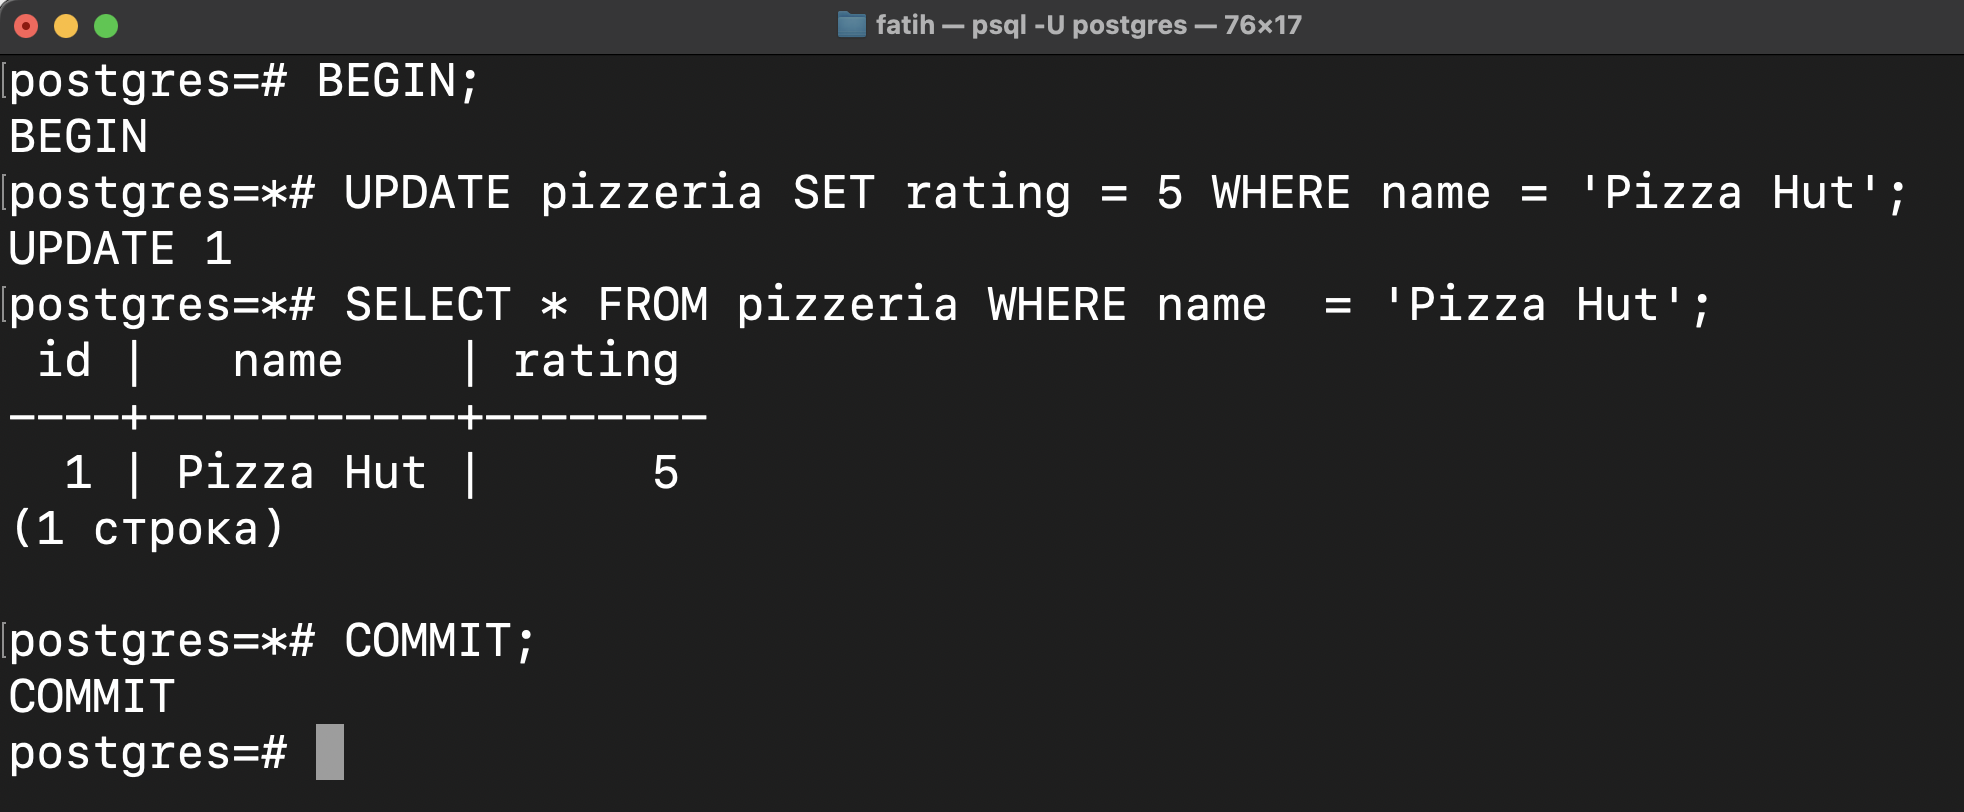 fatih — psql -U postgres — 76×17
postgres=# BEGIN;
BEGIN
postgres=*# UPDATE pizzeria SET rating = 5 WHERE name = 'Pizza Hut';
UPDATE 1
postgres=*# SELECT * FROM pizzeria WHERE name  = 'Pizza Hut';
 id |   name    | rating
----+-----------+--------
  1 | Pizza Hut |      5
(1 строка)
postgres=*# COMMIT;
COMMIT
postgres=#